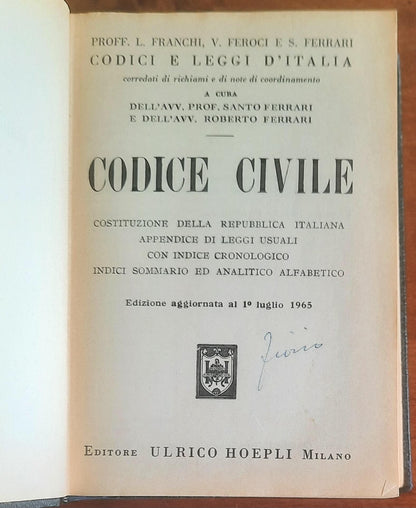 PROFF. L. FRANCHI, V. FEROCI E S. FERRARI
CODICI E LEGGI D'ITALIA
corredati di richiami e di note di coordinamento
A CURA
DELL'AVV. PROF. SANTO FERRARI
E DELL'AVV. ROBERTO FERRARI
CODICE CIVILE
COSTITUZIONE DELLA REPUBBLICA ITALIANA
APPENDICE DI LEGGI USUALI
CON INDICE CRONOLOGICO
INDICI SOMMARIO ED ANALITICO ALFABETICO
Edizione aggiornata al 1º luglio 1965
EDITORE ULRICO HOEPLI MILANO